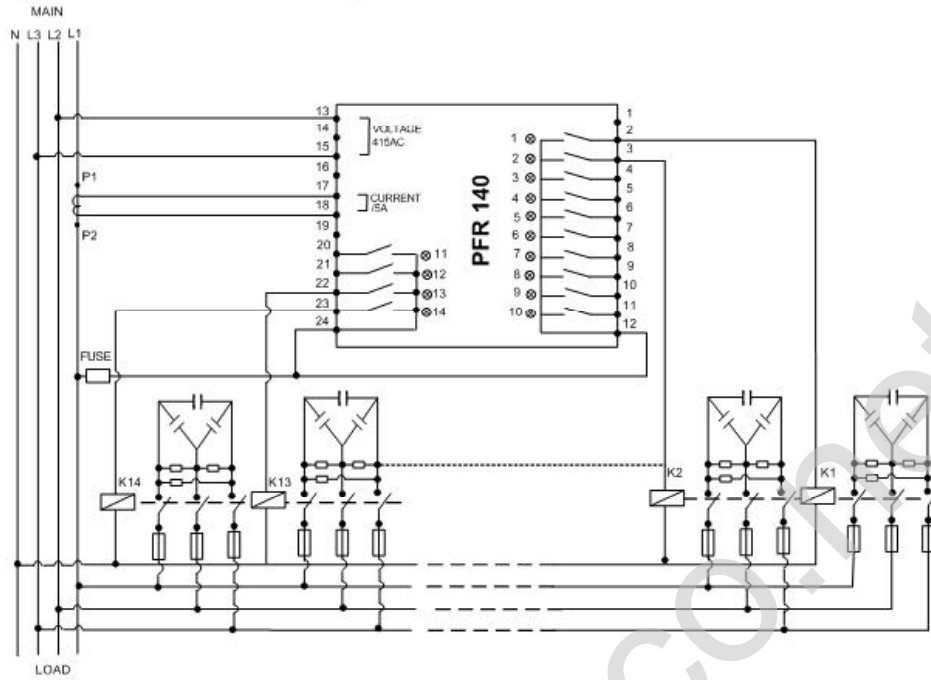 MAIN
N L3 L2 L1
13
14
15
16
17
18
19
20
21
22
23
24
VOLTAGE
415AC
CURRENT
/5A
P1
P2
11
12
13
14
PFR 140
1
2
3
4
5
6
7
8
9
10
1
2
3
4
5
6
7
8
9
10
11
12
FUSE
K14
K13
K2
K1
LOAD
co.net